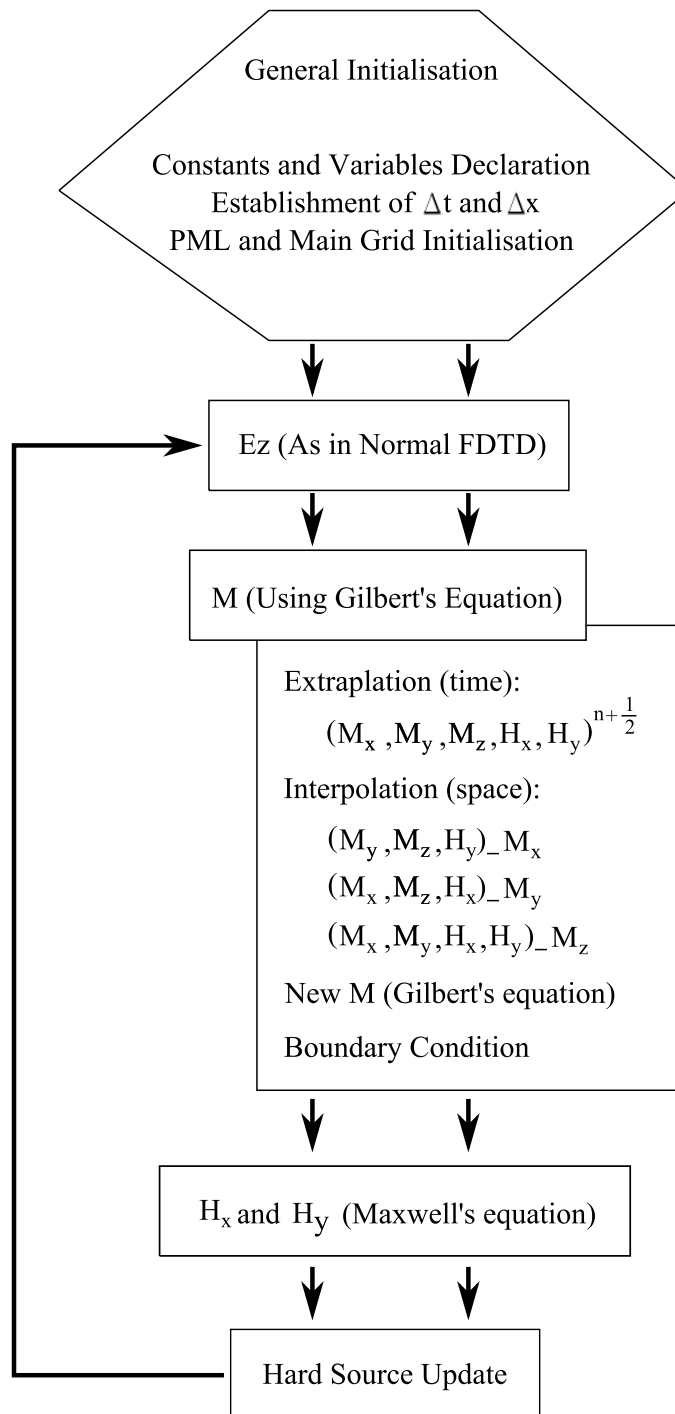 General Initialisation
Constants and Variables Declaration
Establishment of Δt and Δx
PML and Main Grid Initialisation
Ez (As in Normal FDTD)
M (Using Gilbert's Equation)
Extraplation (time):
(Mx ,My ,Mz ,Hx , Hy)^n+1/2
Interpolation (space):
(My ,Mz ,Hy)_Mx
(Mx ,Mz ,Hx)_My
(Mx ,My ,Hx ,Hy)_Mz
New M (Gilbert's equation)
Boundary Condition
Hx and Hy (Maxwell's equation)
Hard Source Update